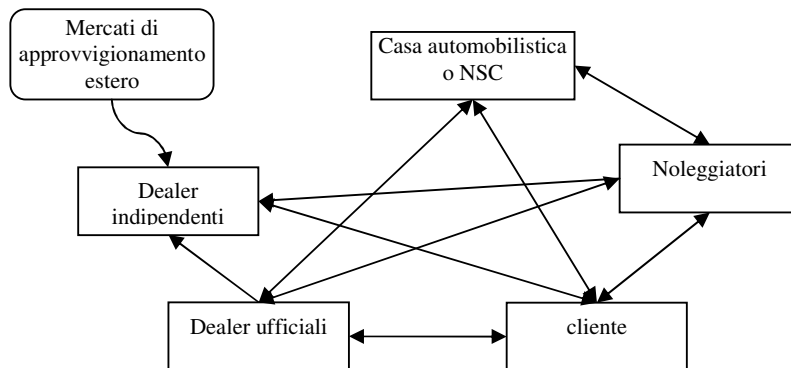 Mercati di
approvvigionamento
estero
Casa automobilistica
o NSC
Noleggiatori
Dealer
indipendenti
Dealer ufficiali
cliente